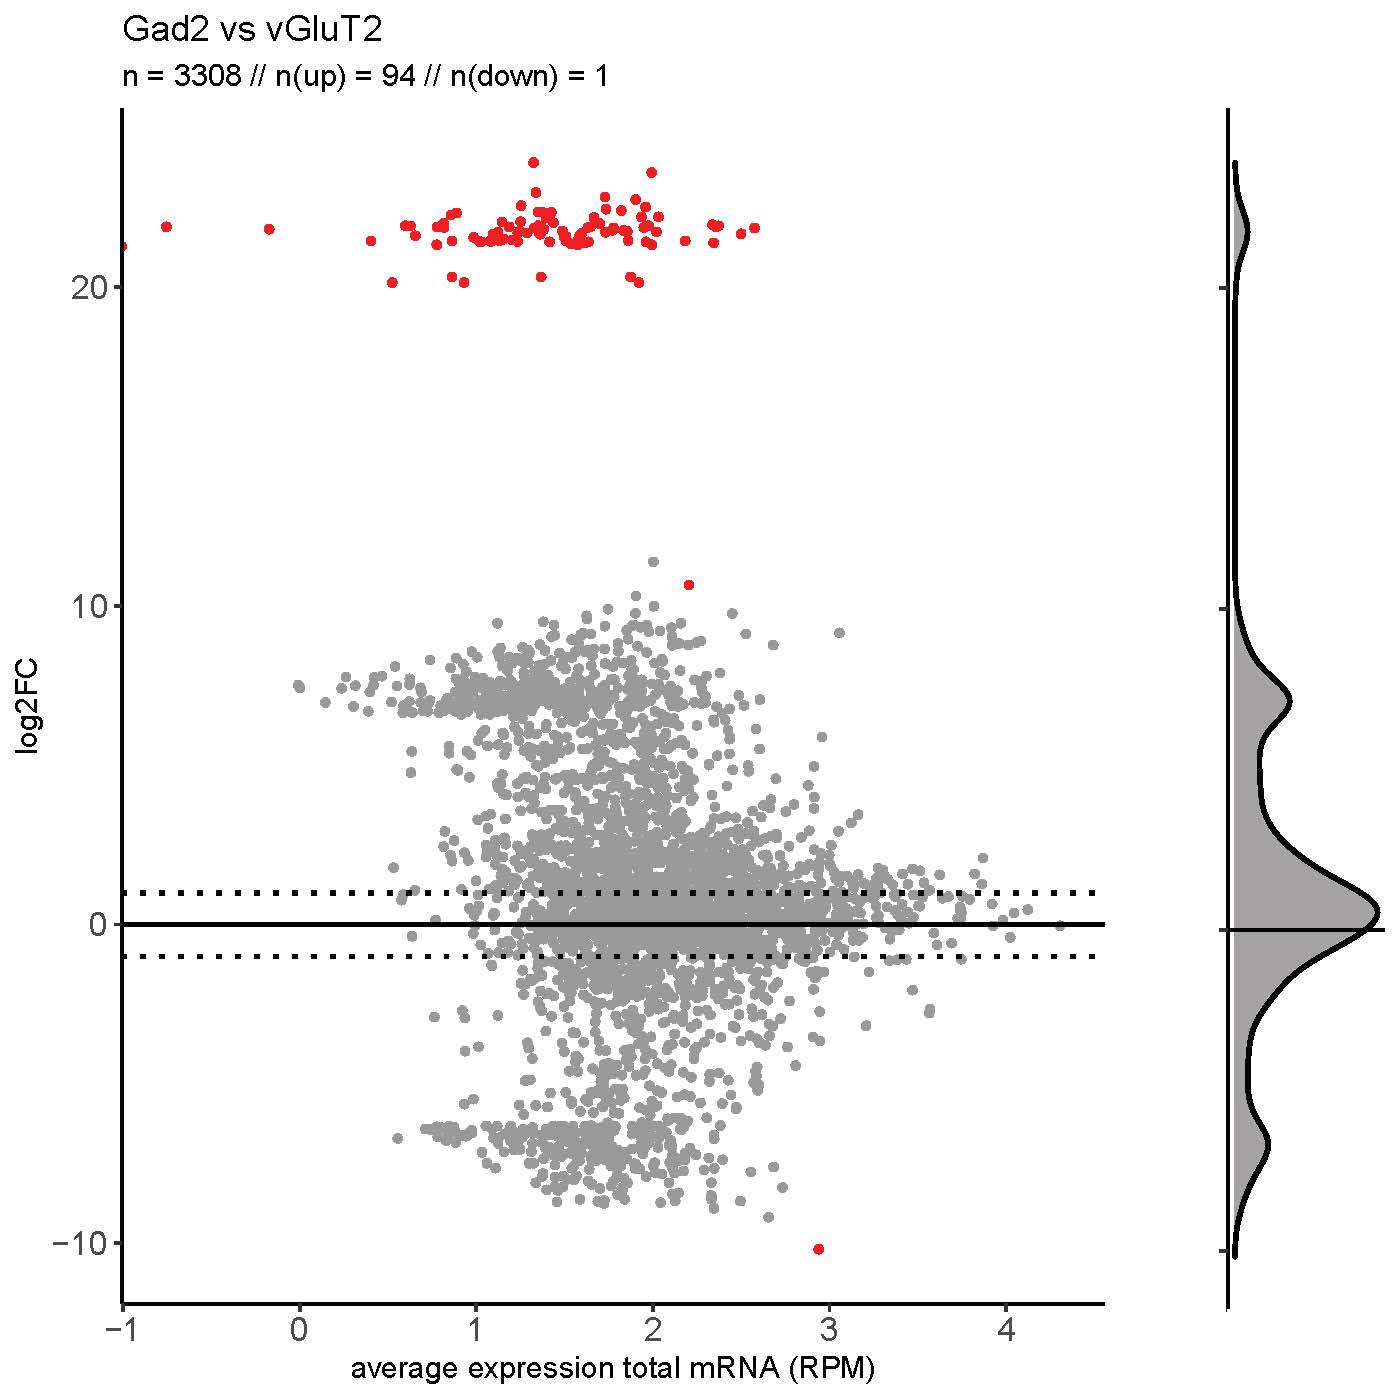 Gad2 vs vGluT2
n = 3308 // n(up) = 94 // n(down) = 1
20
10
0
−10
log2FC
−1 0 1 2 3 4
average expression total mRNA (RPM)